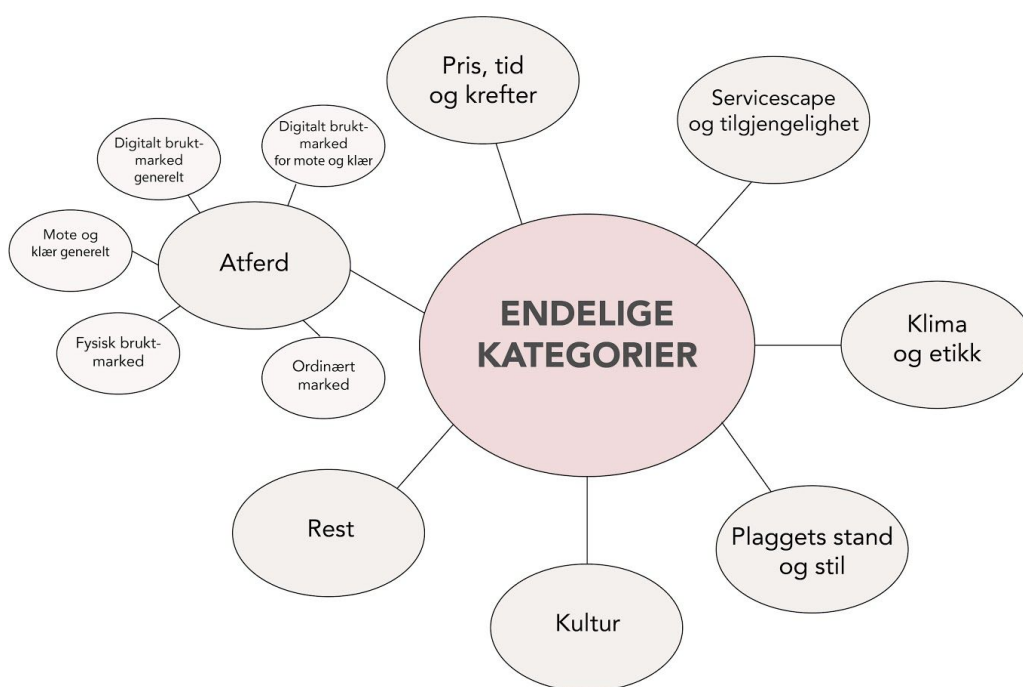 Pris, tid
og krefter
Servicescape
og tilgjengelighet
Digitalt brukt-
marked
for mote og klær
Digitalt brukt-
marked
generelt
Mote og
klær generelt
Atferd
Fysisk brukt-
marked
Ordinært
marked
ENDELIGE
KATEGORIER
Klima
og etikk
Plaggets stand
og stil
Kultur
Rest